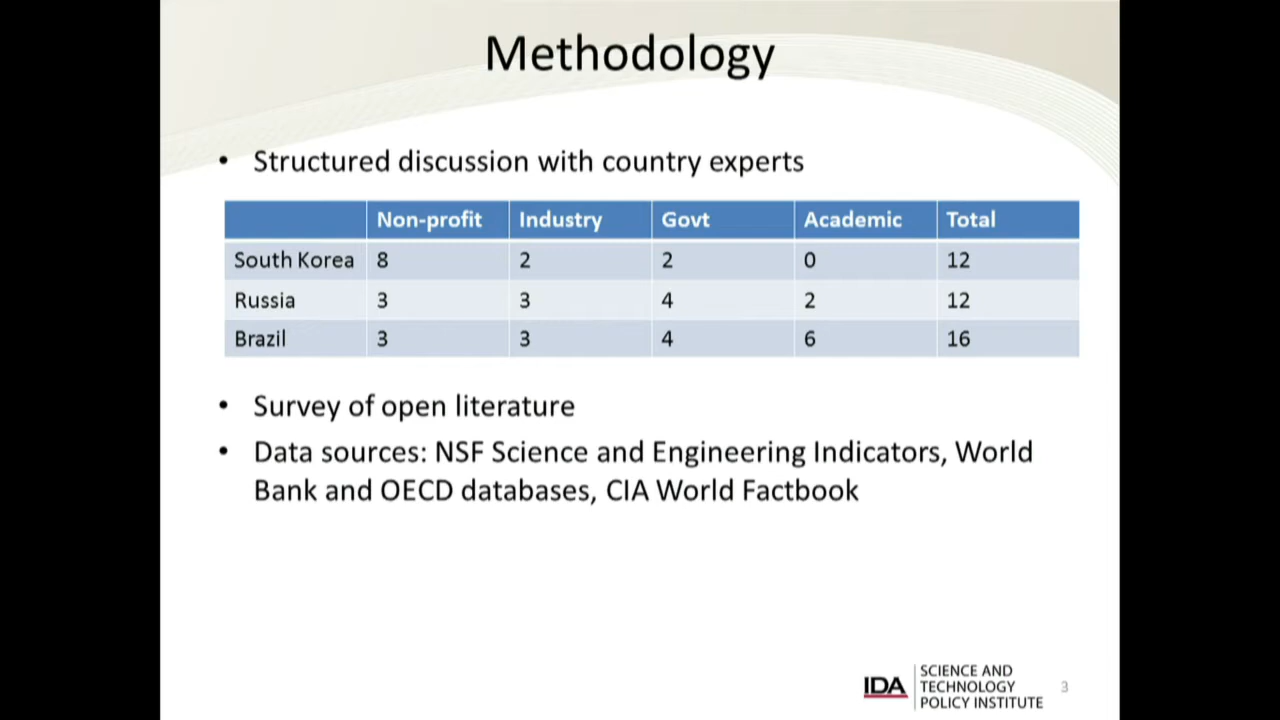 Methodology
• Structured discussion with country experts
Non-profit Industry Govt Academic Total
South Korea 8 2 2 0 12
Russia 3 3 4 2 12
Brazil 3 3 4 6 16
• Survey of open literature
• Data sources: NSF Science and Engineering Indicators, World
Bank and OECD databases, CIA World Factbook
IDA
SCIENCE AND
TECHNOLOGY
POLICY INSTITUTE
3